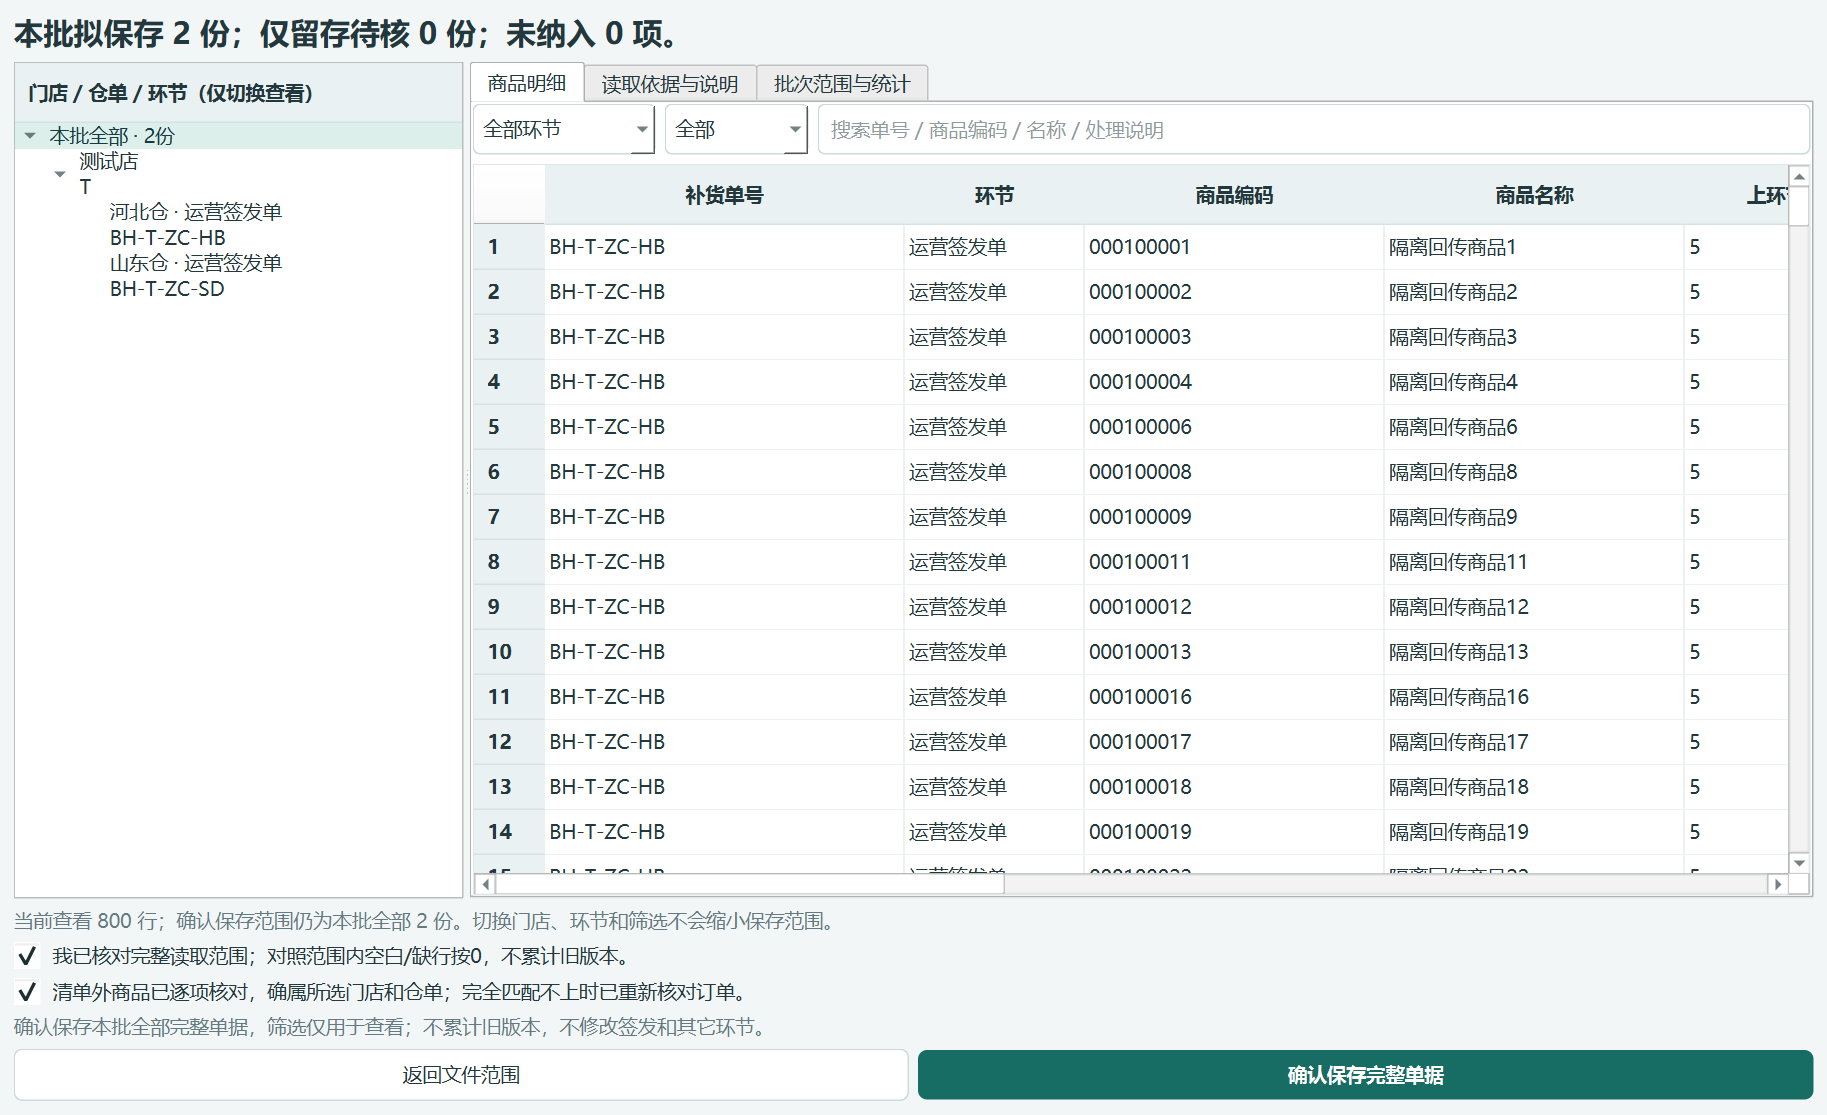 本批拟保存 2 份；仅留存待核 0 份；未纳入 0 项。
门店 / 仓单 / 环节（仅切换查看）
本批全部 · 2份
测试店
T
河北仓 · 运营签发单
BH-T-ZC-HB
山东仓 · 运营签发单
BH-T-ZC-SD
商品明细 读取依据与说明 批次范围与统计
全部环节 全部 搜索单号 / 商品编码 / 名称 / 处理说明
补货单号 环节 商品编码 商品名称 上环
1 BH-T-ZC-HB 运营签发单 000100001 隔离回传商品1 5
2 BH-T-ZC-HB 运营签发单 000100002 隔离回传商品2 5
3 BH-T-ZC-HB 运营签发单 000100003 隔离回传商品3 5
4 BH-T-ZC-HB 运营签发单 000100004 隔离回传商品4 5
5 BH-T-ZC-HB 运营签发单 000100006 隔离回传商品6 5
6 BH-T-ZC-HB 运营签发单 000100008 隔离回传商品8 5
7 BH-T-ZC-HB 运营签发单 000100009 隔离回传商品9 5
8 BH-T-ZC-HB 运营签发单 000100011 隔离回传商品11 5
9 BH-T-ZC-HB 运营签发单 000100012 隔离回传商品12 5
10 BH-T-ZC-HB 运营签发单 000100013 隔离回传商品13 5
11 BH-T-ZC-HB 运营签发单 000100016 隔离回传商品16 5
12 BH-T-ZC-HB 运营签发单 000100017 隔离回传商品17 5
13 BH-T-ZC-HB 运营签发单 000100018 隔离回传商品18 5
14 BH-T-ZC-HB 运营签发单 000100019 隔离回传商品19 5
当前查看 800 行；确认保存范围仍为本批全部 2 份。切换门店、环节和筛选不会缩小保存范围。
我已核对完整读取范围；对照范围内空白/缺行按0，不累计旧版本。
清单外商品已逐项核对，确属所选门店和仓单；完全匹配不上时已重新核对订单。
确认保存本批全部完整单据，筛选仅用于查看；不累计旧版本，不修改签发和其它环节。
返回文件范围 确认保存完整单据